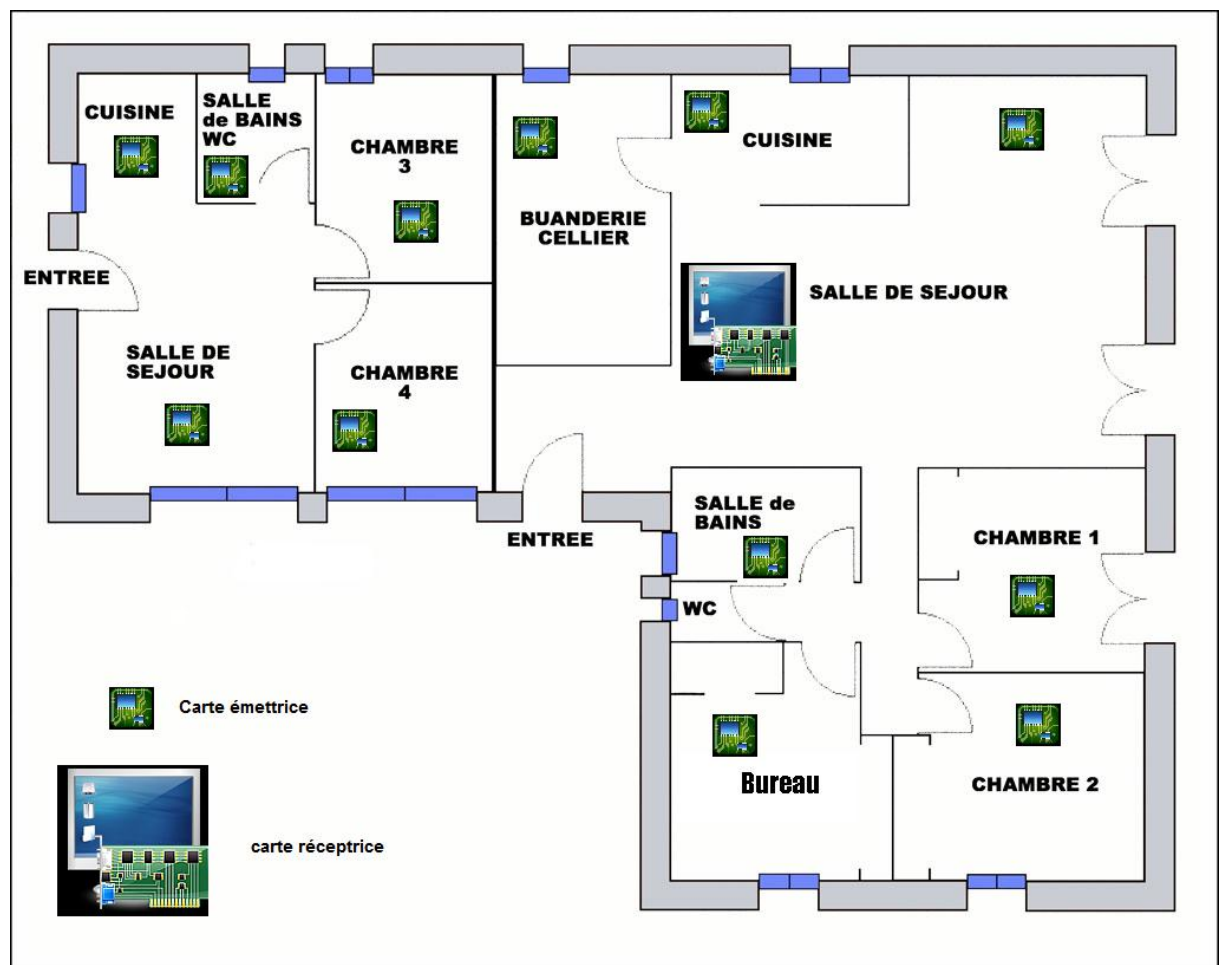 CUISINE
SALLE
de BAINS
WC
CHAMBRE
3
CUISINE
BUANDERIE
CELLIER
ENTREE
SALLE DE SEJOUR
SALLE DE
SEJOUR
CHAMBRE
4
SALLE de
BAINS
ENTREE
CHAMBRE 1
WC
Carte émettrice
Bureau
CHAMBRE 2
carte réceptrice